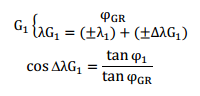 G₁ { φGR
λG₁ = (±λ₁) + (±ΔλG₁)
cos ΔλG₁ = tan φ₁ / tan φGR